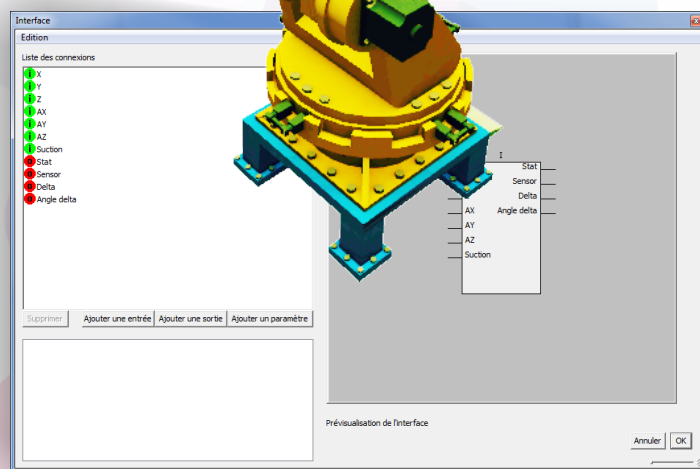 Interface
Edition
Liste des connexions
i X
i Y
i Z
i AX
i AY
i AZ
i Suction
o Stat
o Sensor
o Delta
o Angle delta
I
Stat
Sensor
Delta
AX Angle delta
AY
AZ
Suction
Supprimer Ajouter une entrée Ajouter une sortie Ajouter un paramètre
Prévisualisation de l'interface
Annuler OK